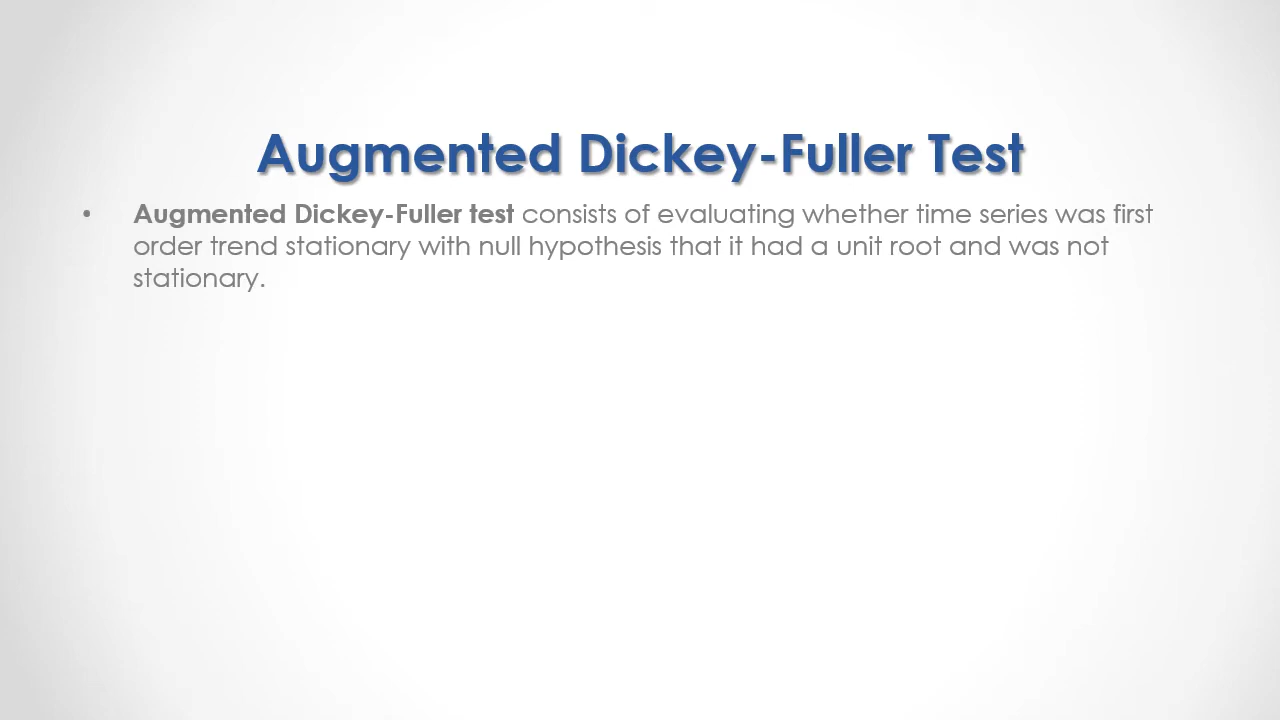 Augmented Dickey-Fuller Test
• Augmented Dickey-Fuller test consists of evaluating whether time series was first
order trend stationary with null hypothesis that it had a unit root and was not
stationary.